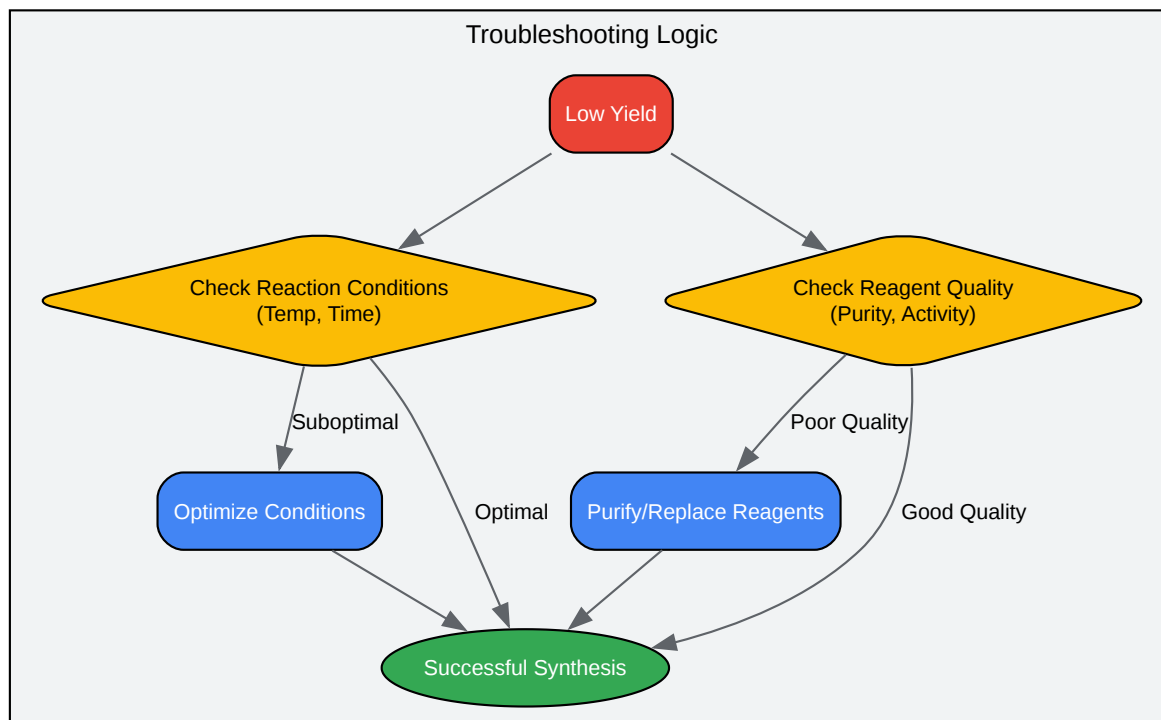 Troubleshooting Logic
Low Yield
Check Reaction Conditions
(Temp, Time)
Check Reagent Quality
(Purity, Activity)
Suboptimal
Poor Quality
Optimize Conditions
Optimal
Purify/Replace Reagents
Good Quality
Successful Synthesis